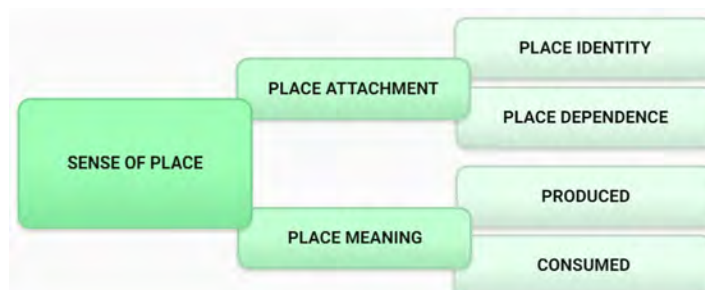 PLACE IDENTITY
PLACE ATTACHMENT
PLACE DEPENDENCE
SENSE OF PLACE
PRODUCED
PLACE MEANING
CONSUMED